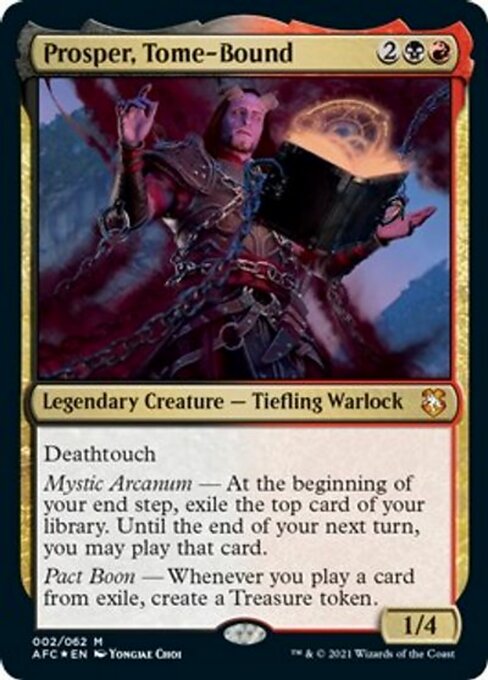 Prosper, Tome-Bound 2
Legendary Creature — Tiefling Warlock
Deathtouch
Mystic Arcanum — At the beginning of
your end step, exile the top card of your
library. Until the end of your next turn,
you may play that card.
Pact Boon — Whenever you play a card
from exile, create a Treasure token.
1/4
002/062 M
AFC ★ EN Yongjae Choi
™ & © 2021 Wizards of the Coast